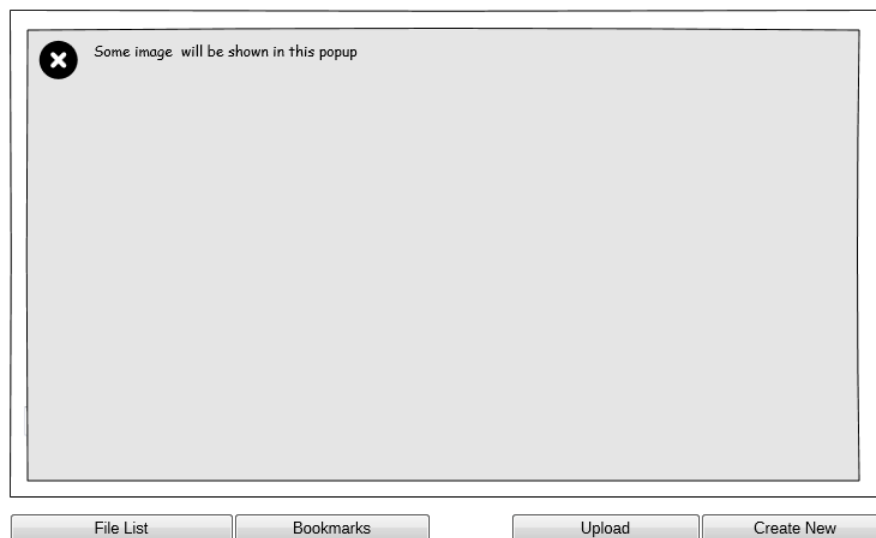 Some image  will be shown in this popup
File List
Bookmarks
Upload
Create New